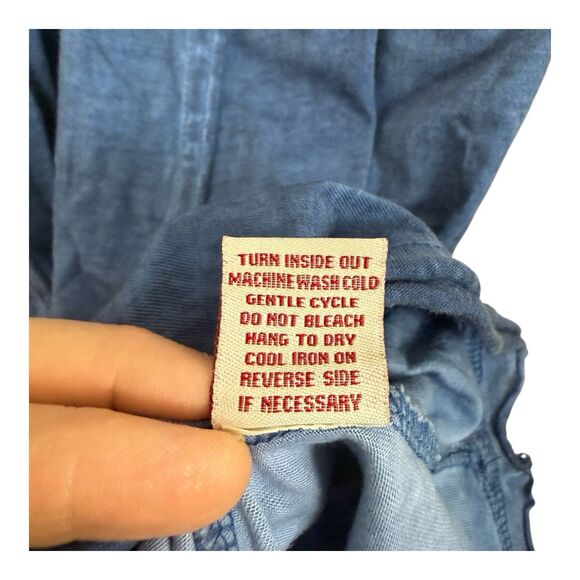 TURN INSIDE OUT
MACHINE WASH COLD
GENTLE CYCLE
DO NOT BLEACH
HANG TO DRY
COOL IRON ON
REVERSE SIDE
IF NECESSARY